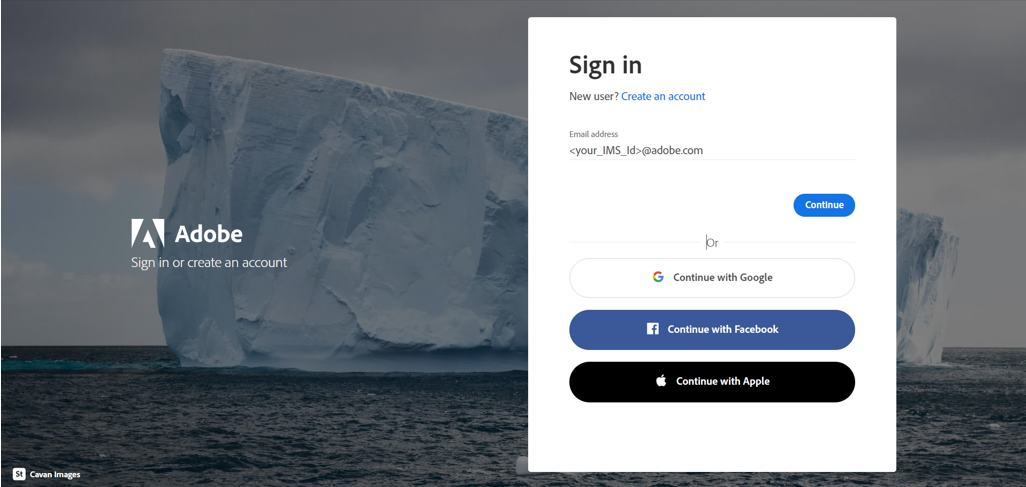 Adobe
Sign in or create an account
St Cavan Images
Sign in
New user? Create an account
Email address
<your_IMS_Id>@adobe.com
Continue
Or
Continue with Google
Continue with Facebook
Continue with Apple